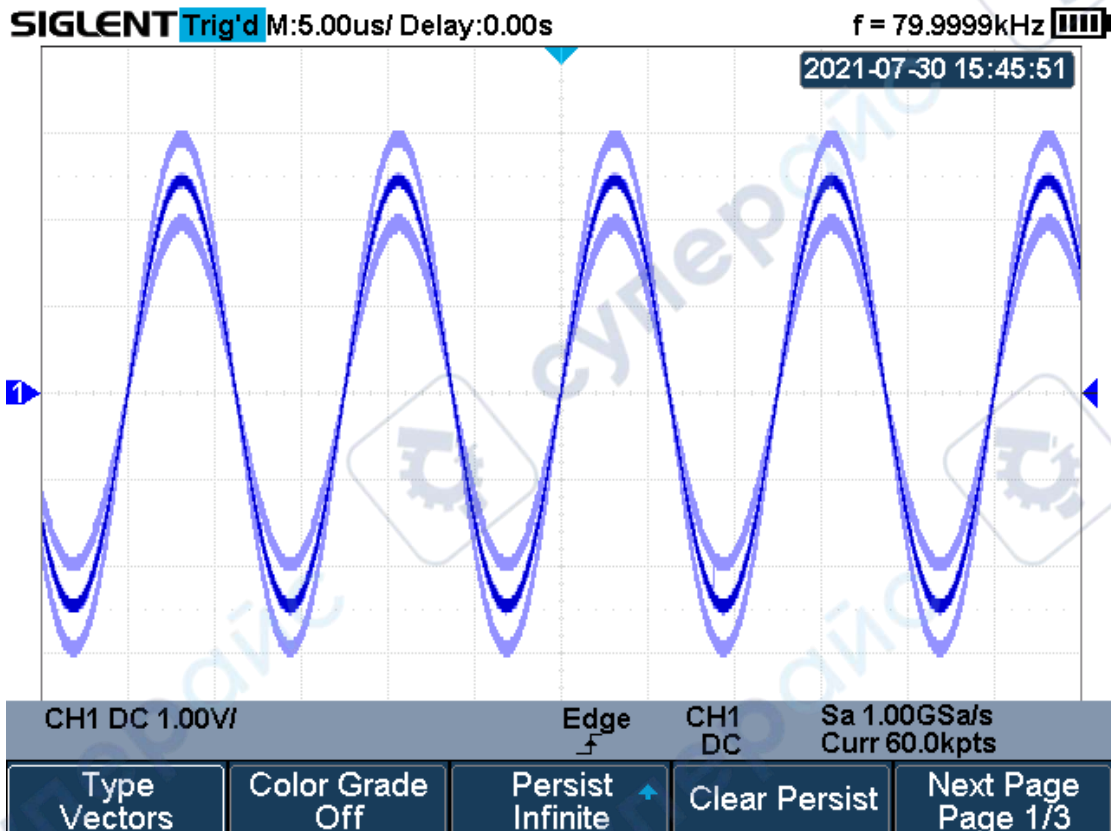 SIGLENT Trig'd M:5.00us/ Delay:0.00s f = 79.9999kHz
2021-07-30 15:45:51
суперайс
1
CH1 DC 1.00V/ Edge CH1 Sa 1.00GSa/s
DC Curr 60.0kpts
Type Color Grade Persist Clear Persist Next Page
Vectors Off Infinite Page 1/3